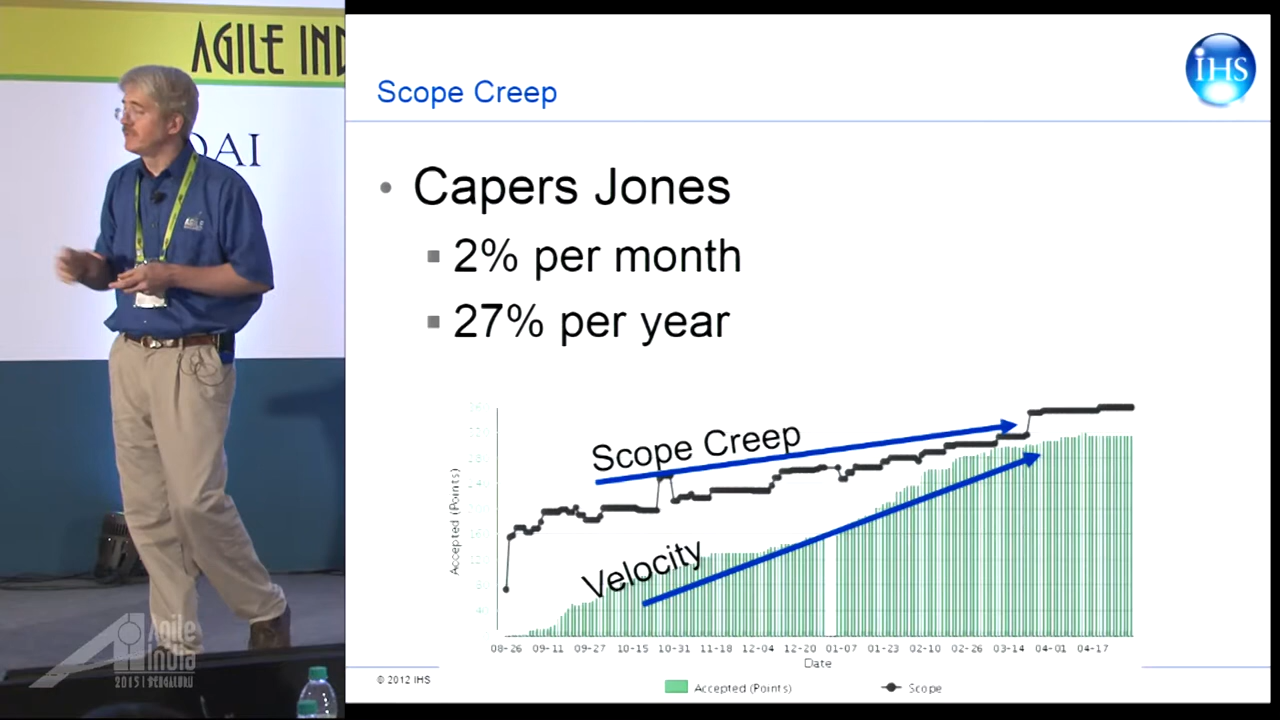 AGILE IND
DAI
AGILE
Agile
India
2015 | BENGALURU
IHS
Scope Creep
• Capers Jones
▪ 2% per month
▪ 27% per year
Scope Creep
Velocity
Accepted (Points)
08-26 09-11 09-27 10-15 10-31 11-18 12-04 12-20 01-07 01-23 02-10 02-26 03-14 04-01 04-17
Date
© 2012 IHS
Accepted (Points) Scope